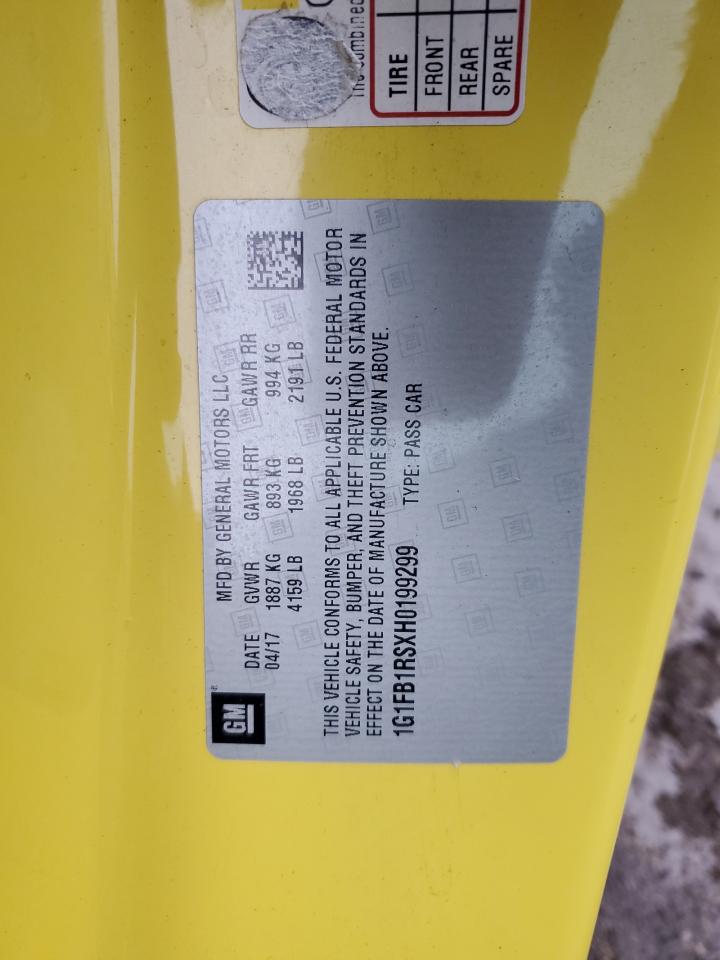 GM
MFD BY GENERAL MOTORS LLC
DATE GVWR GAWR FRT GAWR RR
04/17 1887 KG 893 KG 994 KG
4159 LB 1968 LB 2191 LB
THIS VEHICLE CONFORMS TO ALL APPLICABLE U.S. FEDERAL MOTOR
VEHICLE SAFETY, BUMPER, AND THEFT PREVENTION STANDARDS IN
EFFECT ON THE DATE OF MANUFACTURE SHOWN ABOVE.
1G1FB1RSXH0199299 TYPE: PASS CAR
The combined
TIRE
FRONT
REAR
SPARE